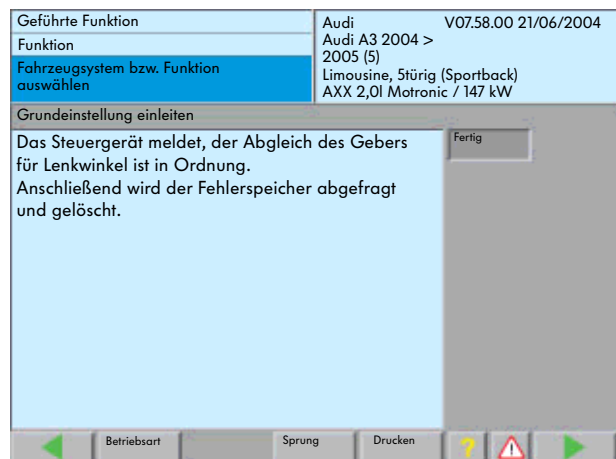 Geführte Funktion
Funktion
Fahrzeugsystem bzw. Funktion
auswählen
Audi V07.58.00 21/06/2004
Audi A3 2004 >
2005 (5)
Limousine, 5türig (Sportback)
AXX 2,0l Motronic / 147 kW
Grundeinstellung einleiten
Das Steuergerät meldet, der Abgleich des Gebers
für Lenkwinkel ist in Ordnung.
Anschließend wird der Fehlerspeicher abgefragt
und gelöscht.
Fertig
Betriebsart Sprung Drucken ?